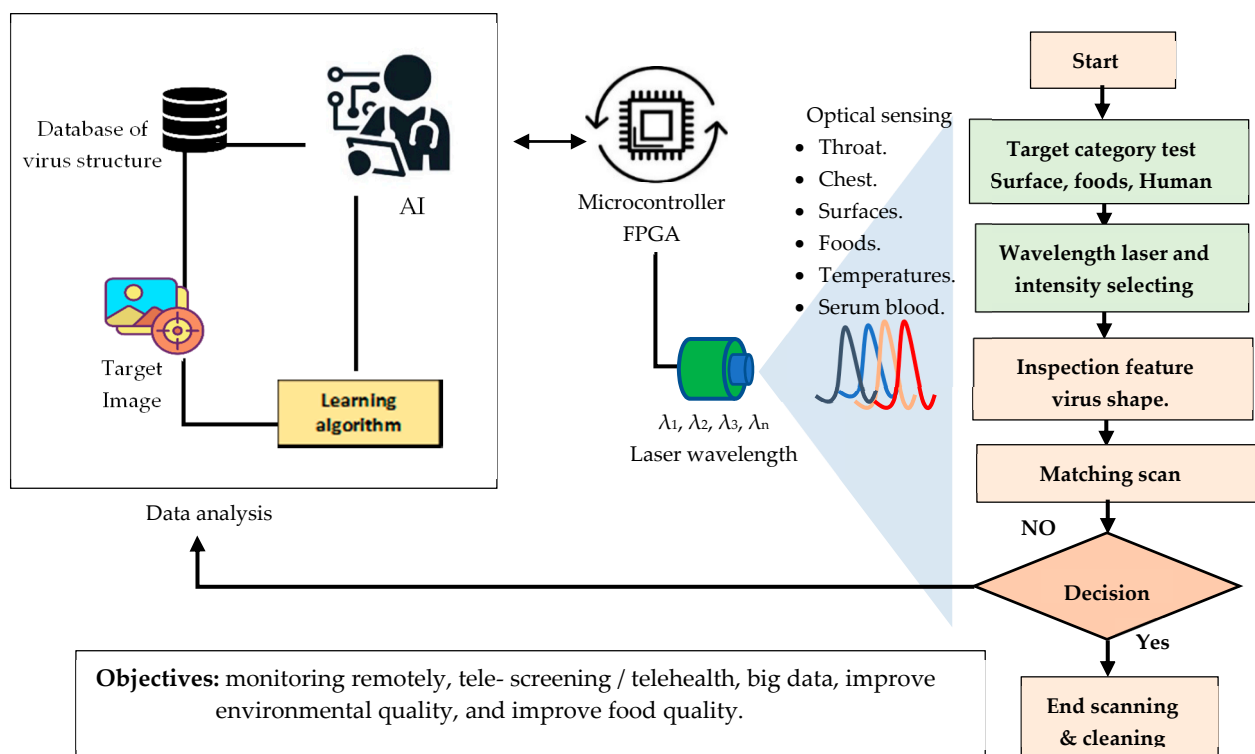 Database of
virus structure
AI
Target
Image
Learning
algorithm
Data analysis
Microcontroller
FPGA
λ1, λ2, λ3, λn
Laser wavelength
Optical sensing
• Throat.
• Chest.
• Surfaces.
• Foods.
• Temperatures.
• Serum blood.
Start
Target category test
Surface, foods, Human
Wavelength laser and
intensity selecting
Inspection feature
virus shape.
Matching scan
NO
Decision
Yes
End scanning
& cleaning
Objectives: monitoring remotely, tele- screening / telehealth, big data, improve
environmental quality, and improve food quality.